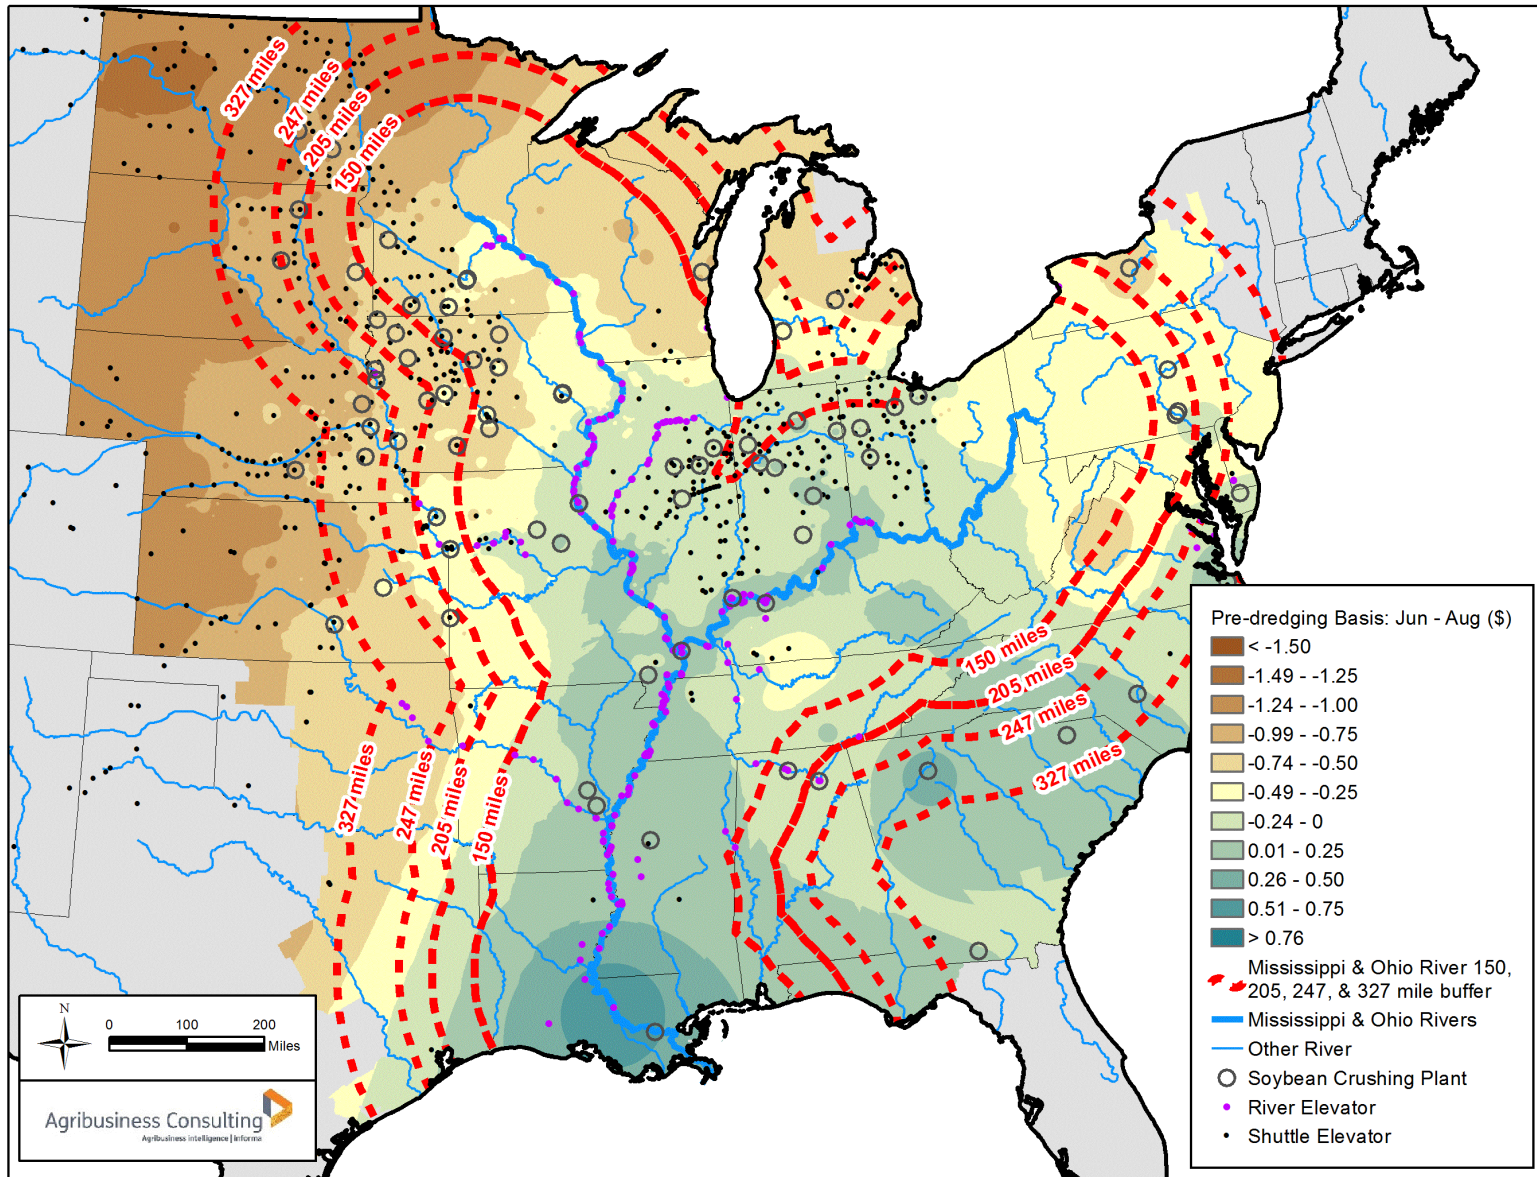 327 miles
247 miles
205 miles
150 miles
150 miles
205 miles
247 miles
327 miles
327 miles
247 miles
205 miles
150 miles
Pre-dredging Basis: Jun - Aug ($)
< -1.50
-1.49 - -1.25
-1.24 - -1.00
-0.99 - -0.75
-0.74 - -0.50
-0.49 - -0.25
-0.24 - 0
0.01 - 0.25
0.26 - 0.50
0.51 - 0.75
> 0.76
Mississippi & Ohio River 150,
205, 247, & 327 mile buffer
Mississippi & Ohio Rivers
Other River
Soybean Crushing Plant
River Elevator
Shuttle Elevator
N
0 100 200
Miles
Agribusiness Consulting
Agribusiness intelligence | informa